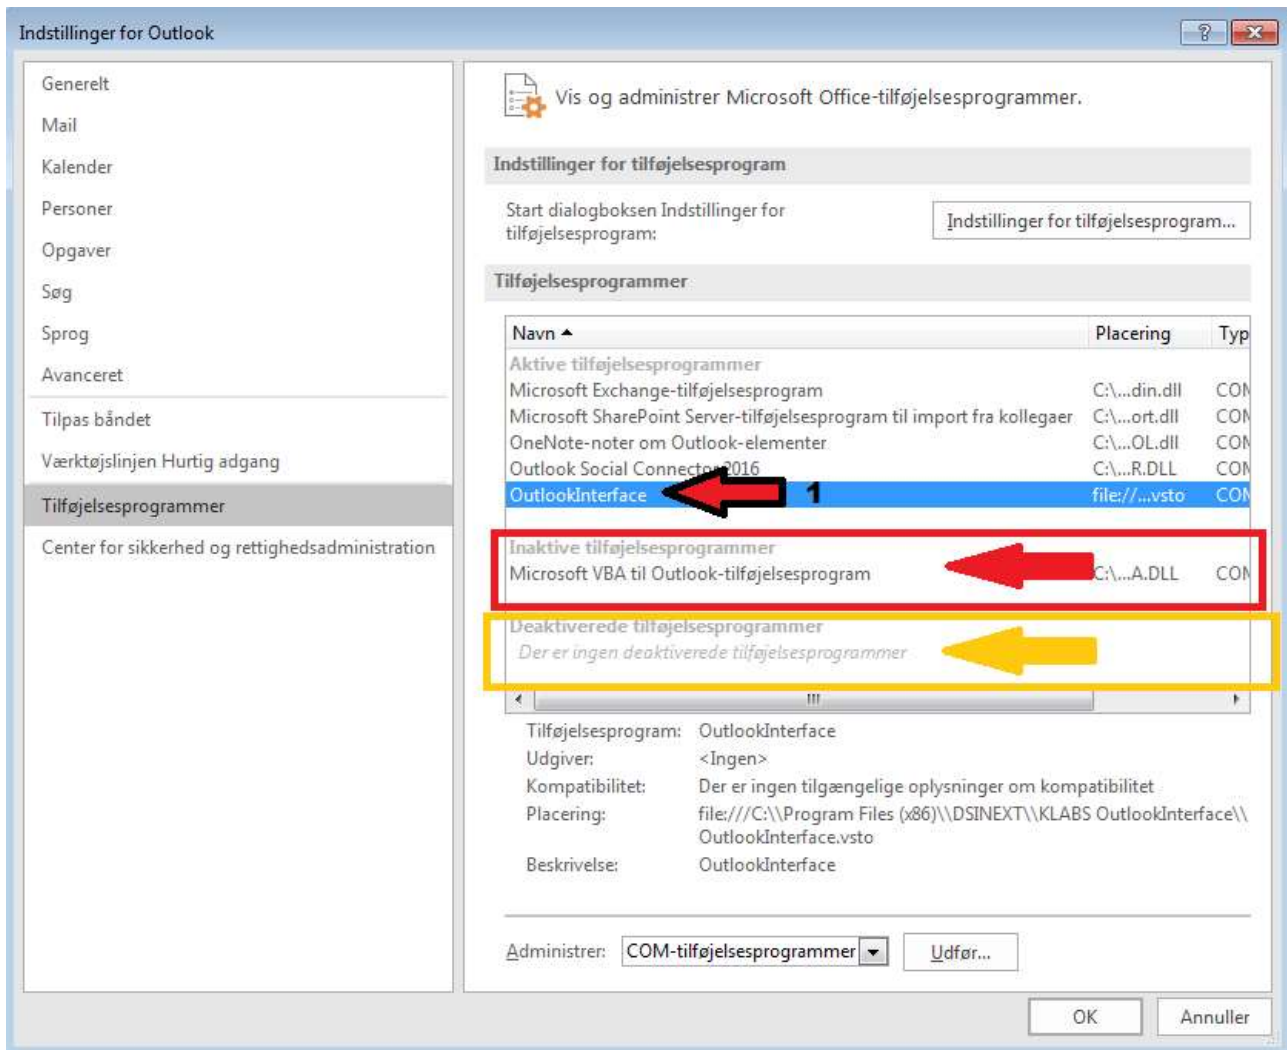 Indstillinger for Outlook
Generelt
Mail
Kalender
Personer
Opgaver
Søg
Sprog
Avanceret
Tilpas båndet
Værktøjslinjen Hurtig adgang
Tilføjelsesprogrammer
Center for sikkerhed og rettighedsadministration
Vis og administrer Microsoft Office-tilføjelsesprogrammer.
Indstillinger for tilføjelsesprogram
Start dialogboksen Indstillinger for
tilføjelsesprogram:
Indstillinger for tilføjelsesprogram...
Tilføjelsesprogrammer
Navn Placering Typ
Aktive tilføjelsesprogrammer
Microsoft Exchange-tilføjelsesprogram C:\...din.dll COM
Microsoft SharePoint Server-tilføjelsesprogram til import fra kollegaer C:\...ort.dll COM
OneNote-noter om Outlook-elementer C:\...OL.dll COM
Outlook Social Connector 2016 C:\...R.DLL COM
OutlookInterface 1 file://...vsto COM
Inaktive tilføjelsesprogrammer
Microsoft VBA til Outlook-tilføjelsesprogram C:\...A.DLL COM
Deaktiverede tilføjelsesprogrammer
Der er ingen deaktiverede tilføjelsesprogrammer
Tilføjelsesprogram: OutlookInterface
Udgiver: <Ingen>
Kompatibilitet: Der er ingen tilgængelige oplysninger om kompatibilitet
Placering: file:///C:\\Program Files (x86)\\DSINEXT\\KLABS OutlookInterface\\
OutlookInterface.vsto
Beskrivelse: OutlookInterface
Administrer: COM-tilføjelsesprogrammer Udfør...
OK Annuller